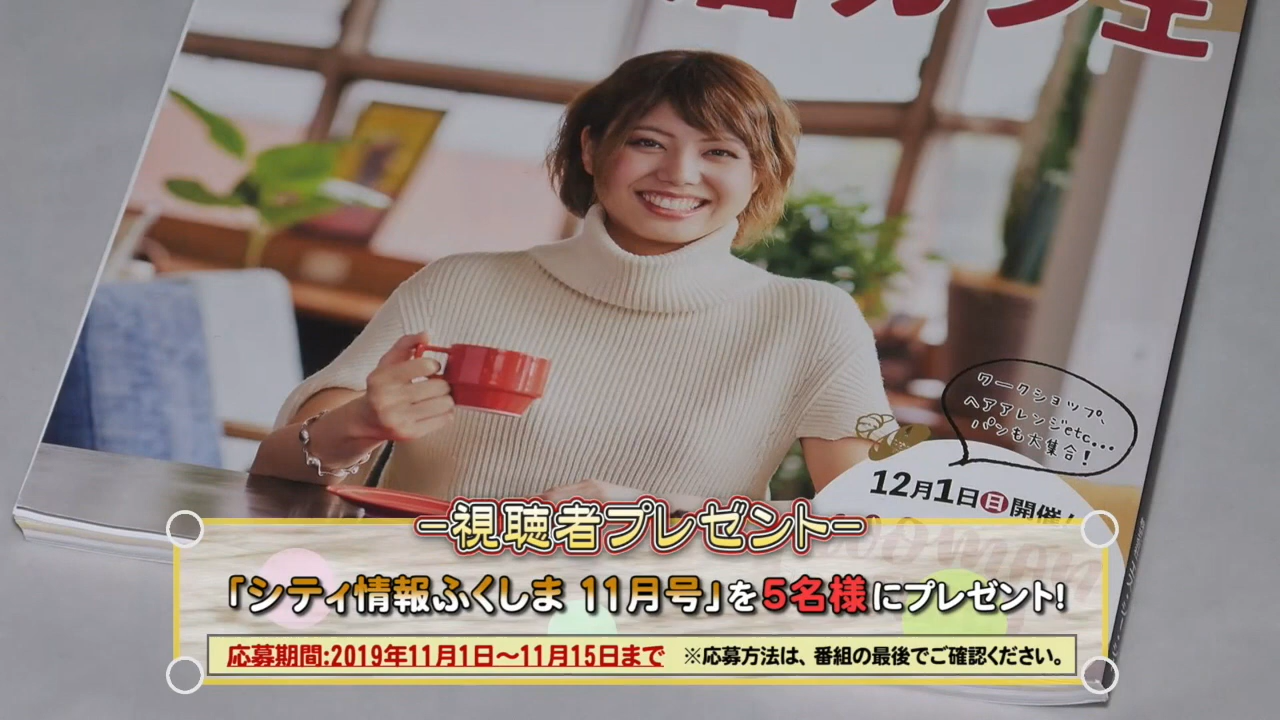 カフェ
ワークショップ、
ヘアアレンジetc...
パンも大集合!
12月1日日開催!
woman
－視聴者プレゼント－
「シティ情報ふくしま 11月号」を5名様にプレゼント!
応募期間:2019年11月1日～11月15日まで ※応募方法は、番組の最後でご確認ください。